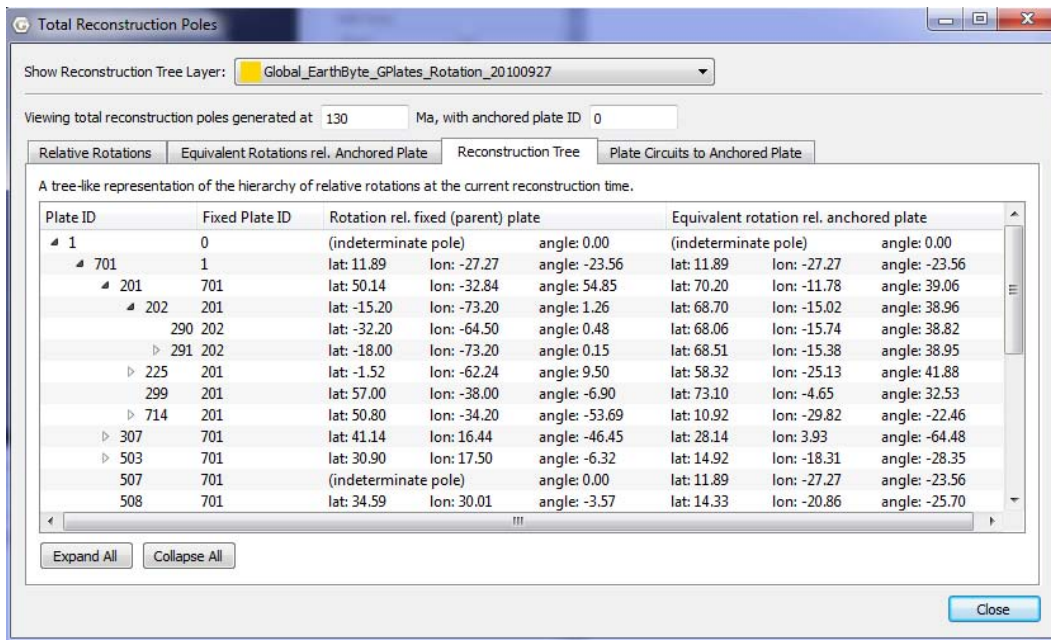 Total Reconstruction Poles
Show Reconstruction Tree Layer: Global_EarthByte_GPlates_Rotation_20100927
Viewing total reconstruction poles generated at 130 Ma, with anchored plate ID 0
Relative Rotations Equivalent Rotations rel. Anchored Plate Reconstruction Tree Plate Circuits to Anchored Plate
A tree-like representation of the hierarchy of relative rotations at the current reconstruction time.
Plate ID Fixed Plate ID Rotation rel. fixed (parent) plate Equivalent rotation rel. anchored plate
1 0 (indeterminate pole) angle: 0.00 (indeterminate pole) angle: 0.00
701 1 lat: 11.89 lon: -27.27 angle: -23.56 lat: 11.89 lon: -27.27 angle: -23.56
201 701 lat: 50.14 lon: -32.84 angle: 54.85 lat: 70.20 lon: -11.78 angle: 39.06
202 201 lat: -15.20 lon: -73.20 angle: 1.26 lat: 68.70 lon: -15.02 angle: 38.96
290 202 lat: -32.20 lon: -64.50 angle: 0.48 lat: 68.06 lon: -15.74 angle: 38.82
291 202 lat: -18.00 lon: -73.20 angle: 0.15 lat: 68.51 lon: -15.38 angle: 38.95
225 201 lat: -1.52 lon: -62.24 angle: 9.50 lat: 58.32 lon: -25.13 angle: 41.88
299 201 lat: 57.00 lon: -38.00 angle: -6.90 lat: 73.10 lon: -4.65 angle: 32.53
714 201 lat: 50.80 lon: -34.20 angle: -53.69 lat: 10.92 lon: -29.82 angle: -22.46
307 701 lat: 41.14 lon: 16.44 angle: -46.45 lat: 28.14 lon: 3.93 angle: -64.48
503 701 lat: 30.90 lon: 17.50 angle: -6.32 lat: 14.92 lon: -18.31 angle: -28.35
507 701 (indeterminate pole) angle: 0.00 lat: 11.89 lon: -27.27 angle: -23.56
508 701 lat: 34.59 lon: 30.01 angle: -3.57 lat: 14.33 lon: -20.86 angle: -25.70
Expand All Collapse All
Close